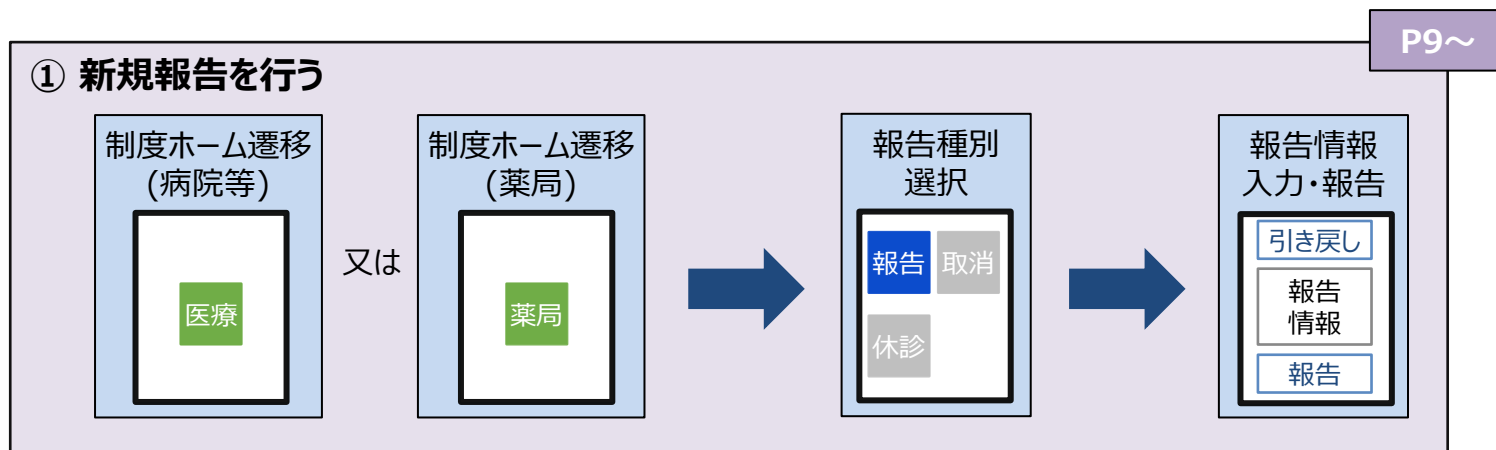 P9～
① 新規報告を行う
制度ホーム遷移
(病院等)
医療
又は
制度ホーム遷移
(薬局)
薬局
報告種別
選択
報告 取消
休診
報告情報
入力・報告
引き戻し
報告
情報
報告